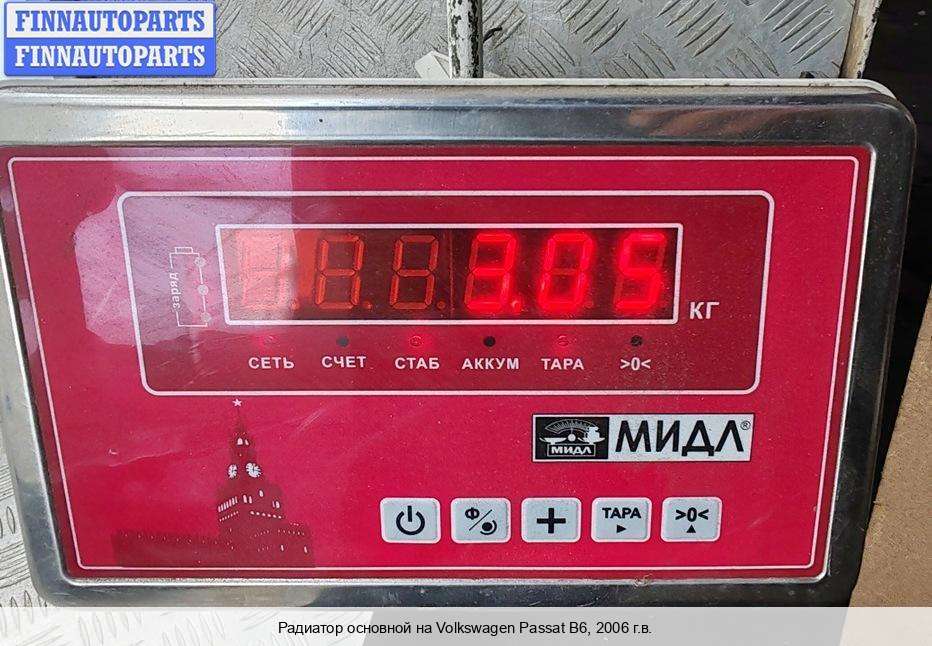 FINNAUTOPARTS
FINNAUTOPARTS
заряд
3.05
КГ
СЕТЬ СЧЕТ СТАБ АККУМ ТАРА >0<
МИДЛ МИДЛ®
Ф ТАРА >0<
Радиатор основной на Volkswagen Passat B6, 2006 г.в.